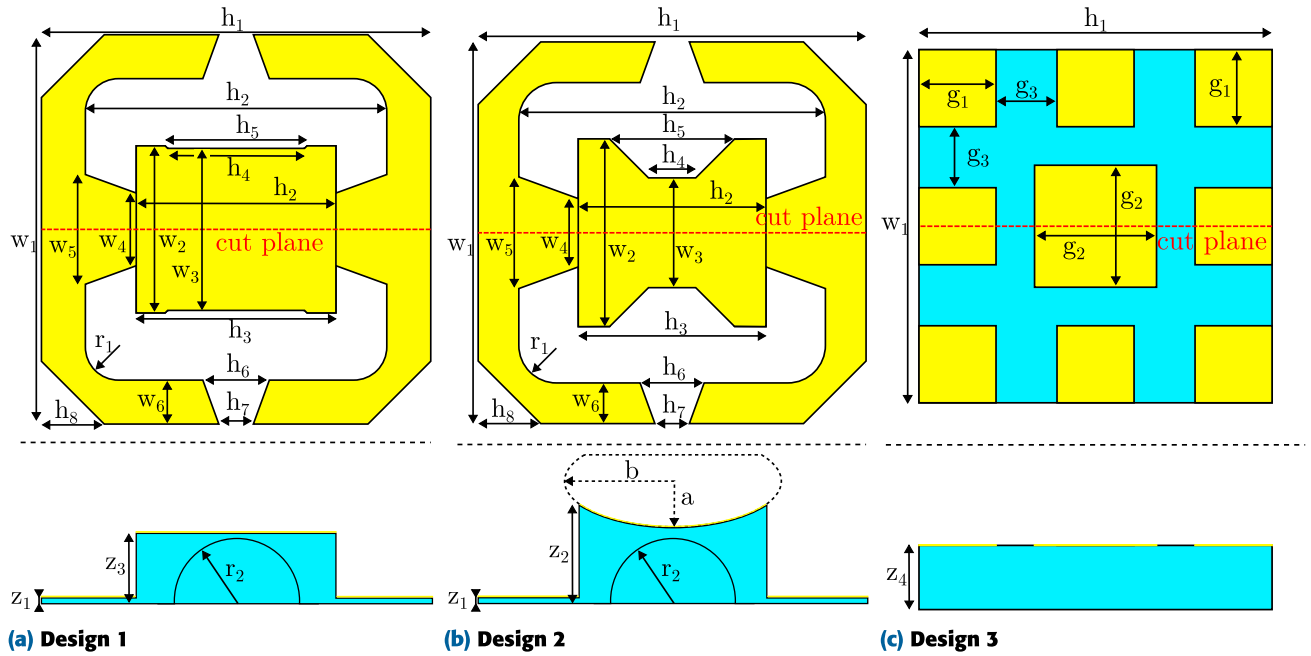 h₁
h₂
h₅
h₄
h₂
cut plane
w₁
w₅
w₄
w₂
w₃
h₃
r₁
h₆
w₆
h₇
h₈
z₃
r₂
z₁
(a) Design 1
h₁
h₂
h₅
h₄
h₂
cut plane
w₁
w₅
w₄
w₂
w₃
h₃
r₁
h₆
w₆
h₇
h₈
b
a
z₂
r₂
z₁
(b) Design 2
h₁
g₁
g₃
g₁
g₃
g₂
w₁
cut plane
g₂
z₄
(c) Design 3